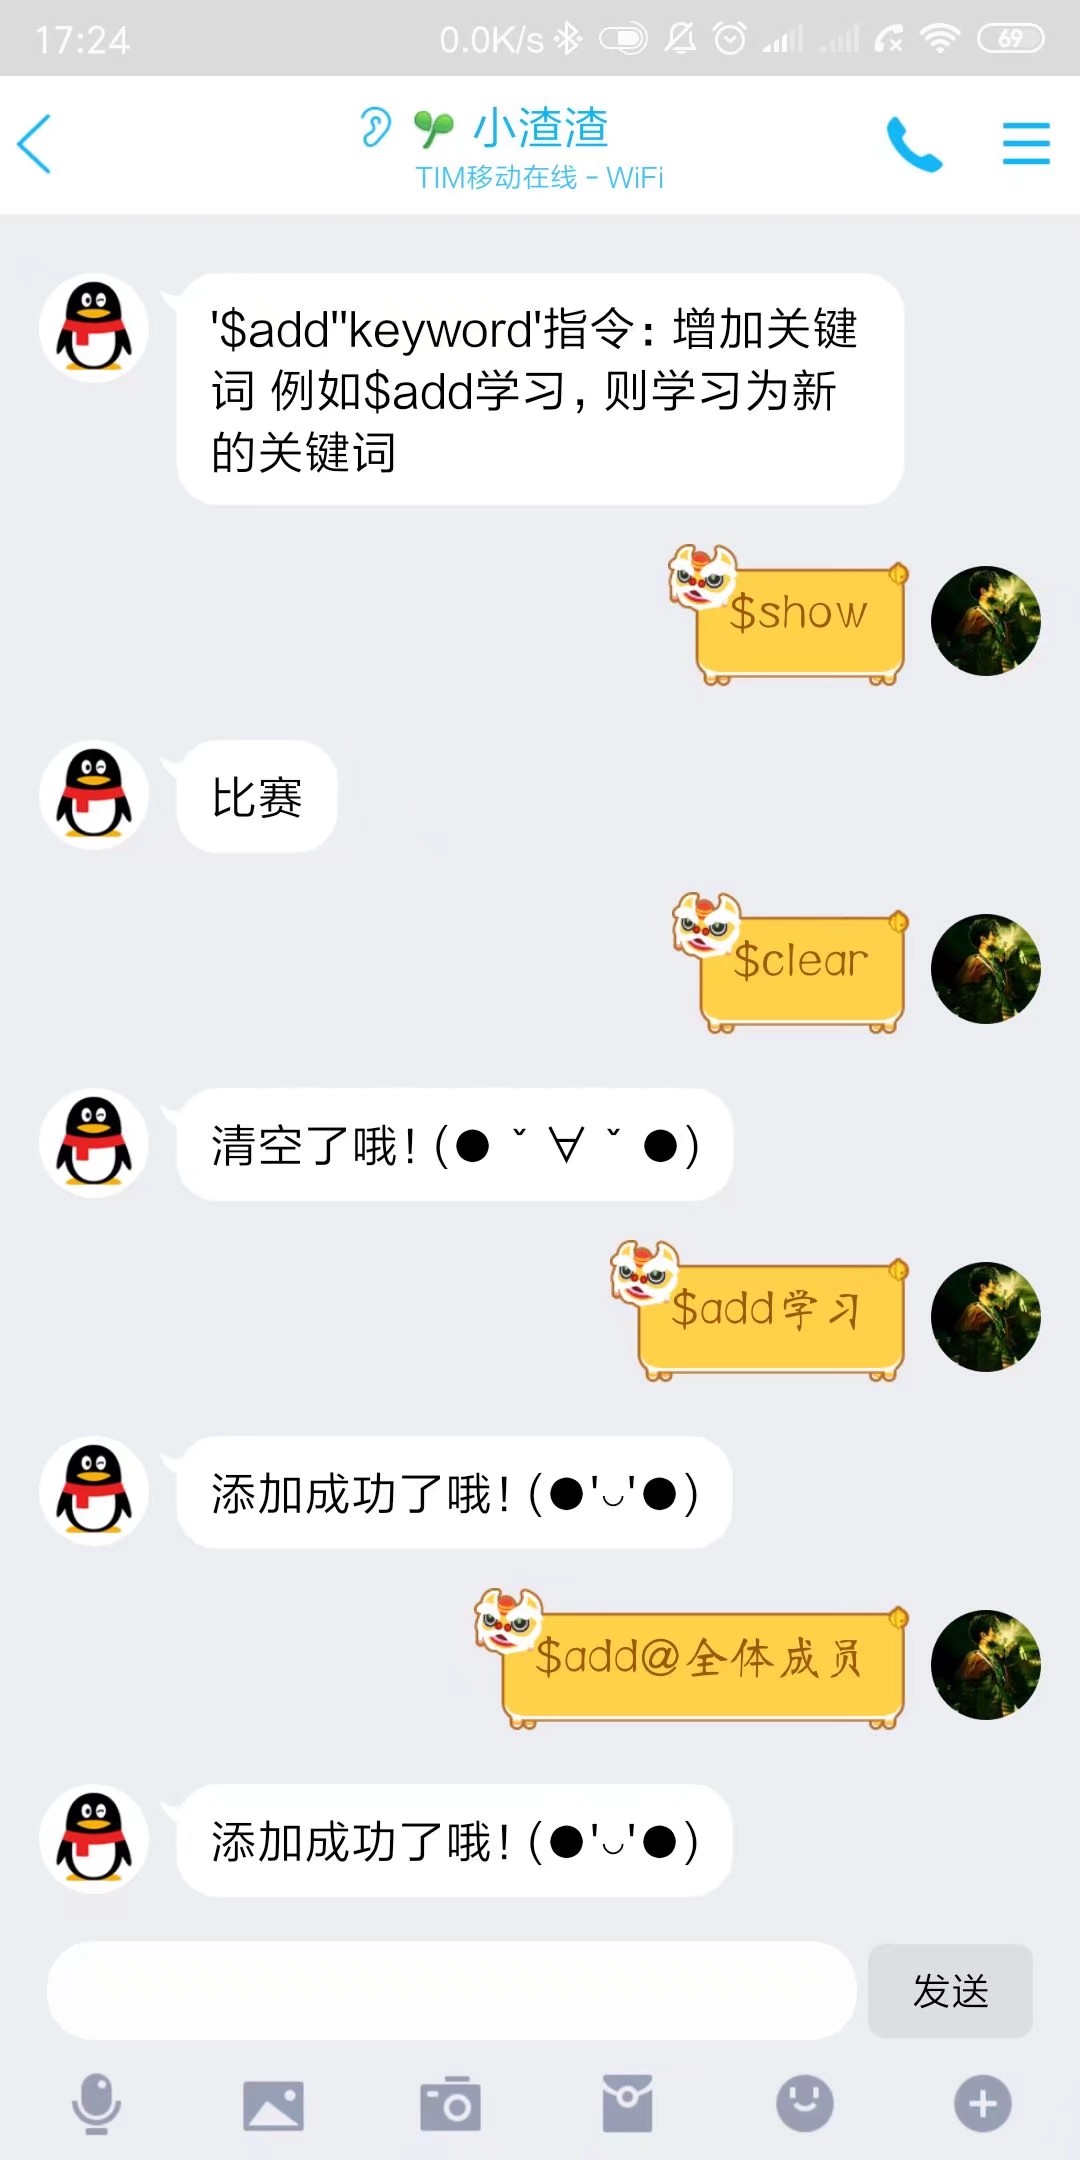 17:24
0.0K/s
69
小渣渣
TIM移动在线 - WiFi
'$add''keyword'指令：增加关键
词 例如$add学习，则学习为新
的关键词
$show
比赛
$clear
清空了哦！(● ˇ ∀ ˇ ●)
$add学习
添加成功了哦！(●'◡'●)
$add@全体成员
添加成功了哦！(●'◡'●)
发送